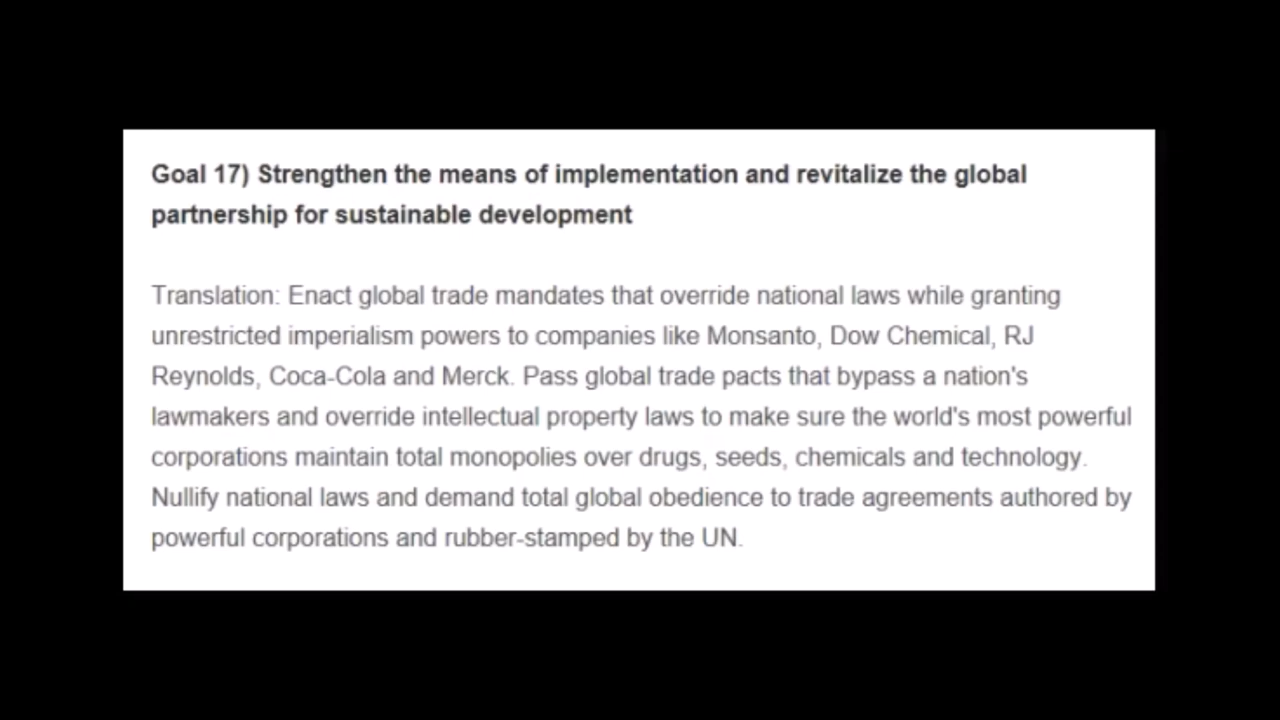 Goal 17) Strengthen the means of implementation and revitalize the global
partnership for sustainable development
Translation: Enact global trade mandates that override national laws while granting
unrestricted imperialism powers to companies like Monsanto, Dow Chemical, RJ
Reynolds, Coca-Cola and Merck. Pass global trade pacts that bypass a nation's
lawmakers and override intellectual property laws to make sure the world's most powerful
corporations maintain total monopolies over drugs, seeds, chemicals and technology.
Nullify national laws and demand total global obedience to trade agreements authored by
powerful corporations and rubber-stamped by the UN.